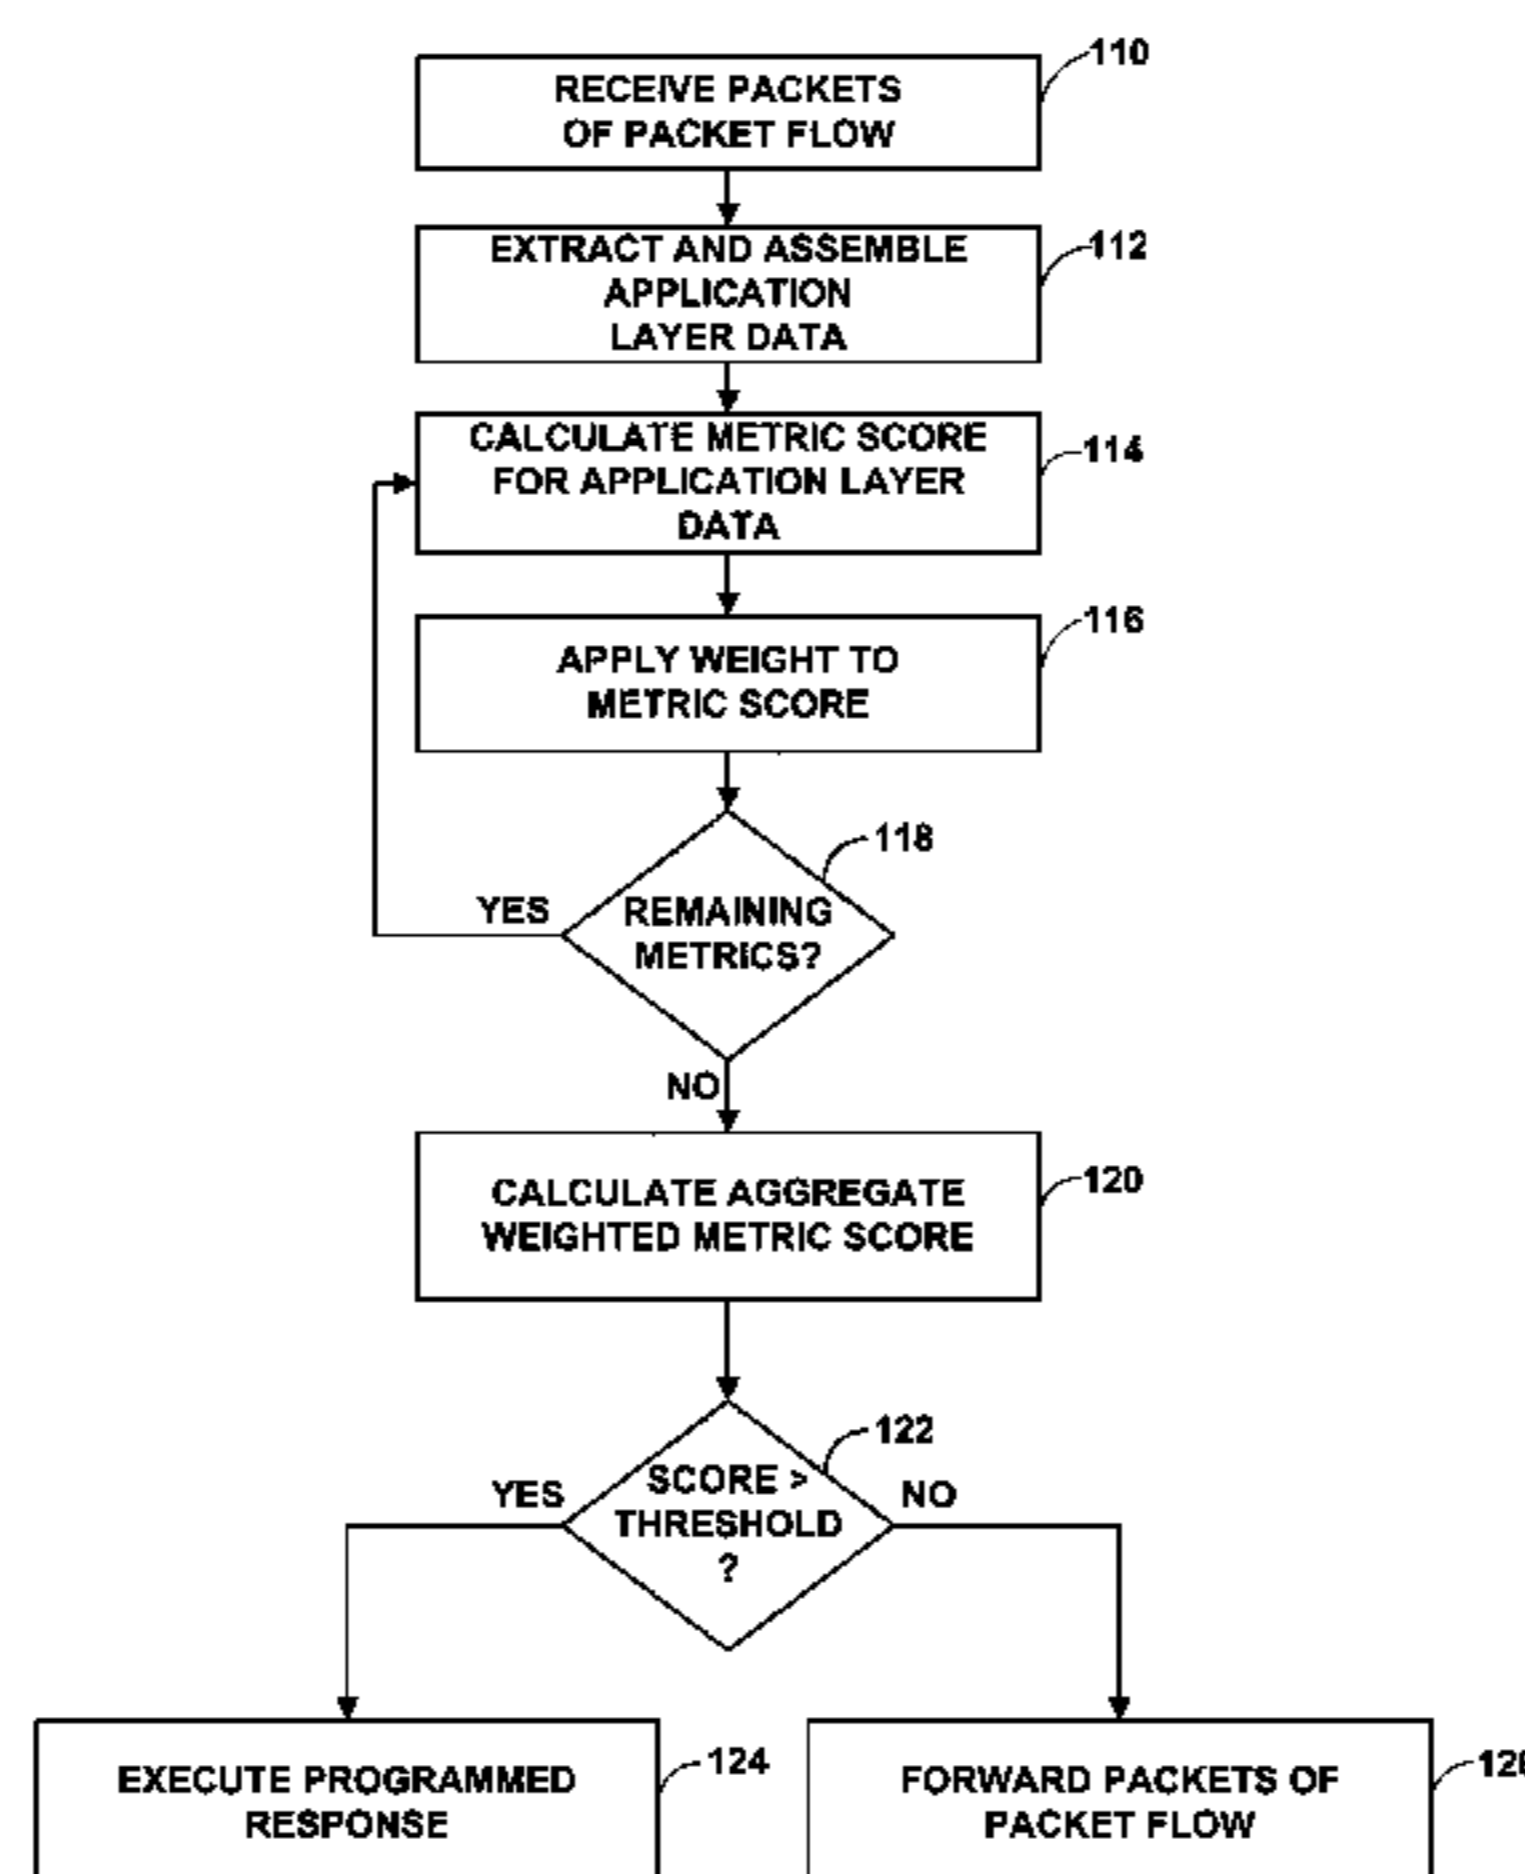 110
RECEIVE PACKETS
OF PACKET FLOW
112
EXTRACT AND ASSEMBLE
APPLICATION
LAYER DATA
114
CALCULATE METRIC SCORE
FOR APPLICATION LAYER
DATA
116
APPLY WEIGHT TO
METRIC SCORE
118
YES
REMAINING
METRICS?
NO
120
CALCULATE AGGREGATE
WEIGHTED METRIC SCORE
122
YES
SCORE >
THRESHOLD
?
NO
124
EXECUTE PROGRAMMED
RESPONSE
FORWARD PACKETS OF
PACKET FLOW